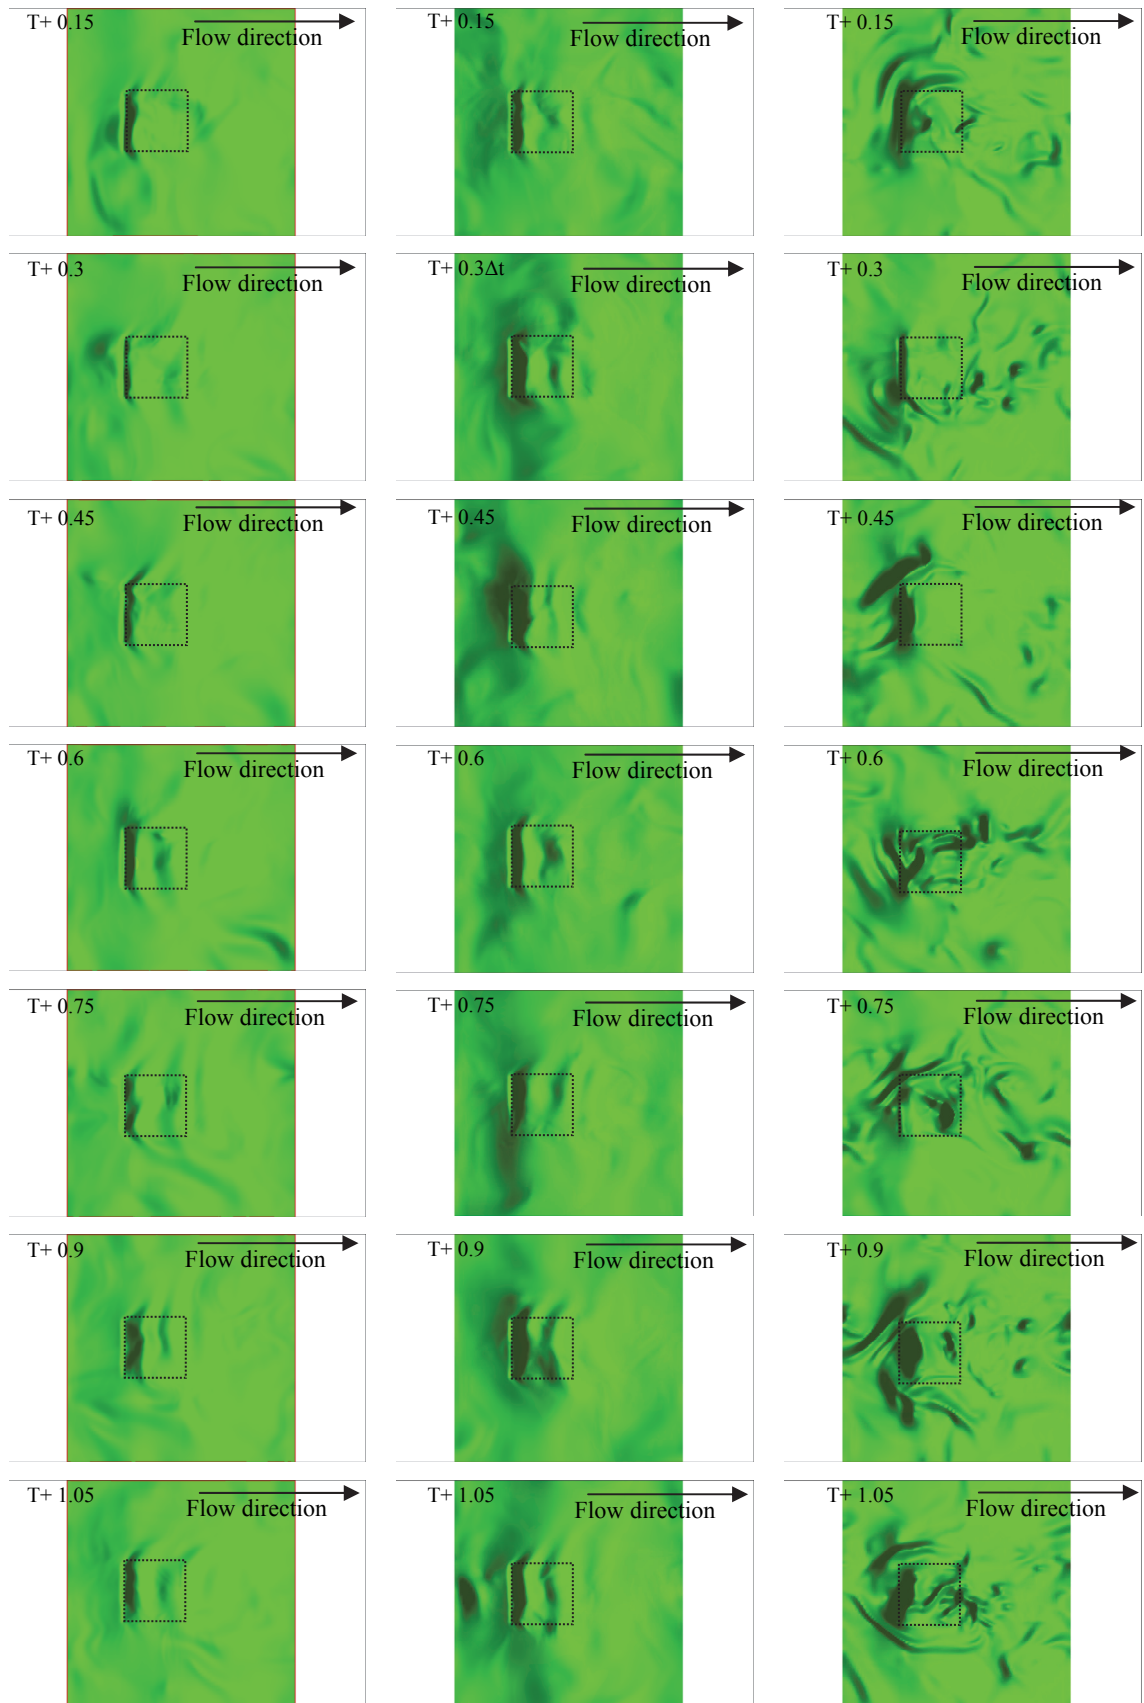 T+ 0.15
Flow direction
T+ 0.15
Flow direction
T+ 0.15
Flow direction
T+ 0.3
Flow direction
T+ 0.3Δt
Flow direction
T+ 0.3
Flow direction
T+ 0.45
Flow direction
T+ 0.45
Flow direction
T+ 0.45
Flow direction
T+ 0.6
Flow direction
T+ 0.6
Flow direction
T+ 0.6
Flow direction
T+ 0.75
Flow direction
T+ 0.75
Flow direction
T+ 0.75
Flow direction
T+ 0.9
Flow direction
T+ 0.9
Flow direction
T+ 0.9
Flow direction
T+ 1.05
Flow direction
T+ 1.05
Flow direction
T+ 1.05
Flow direction